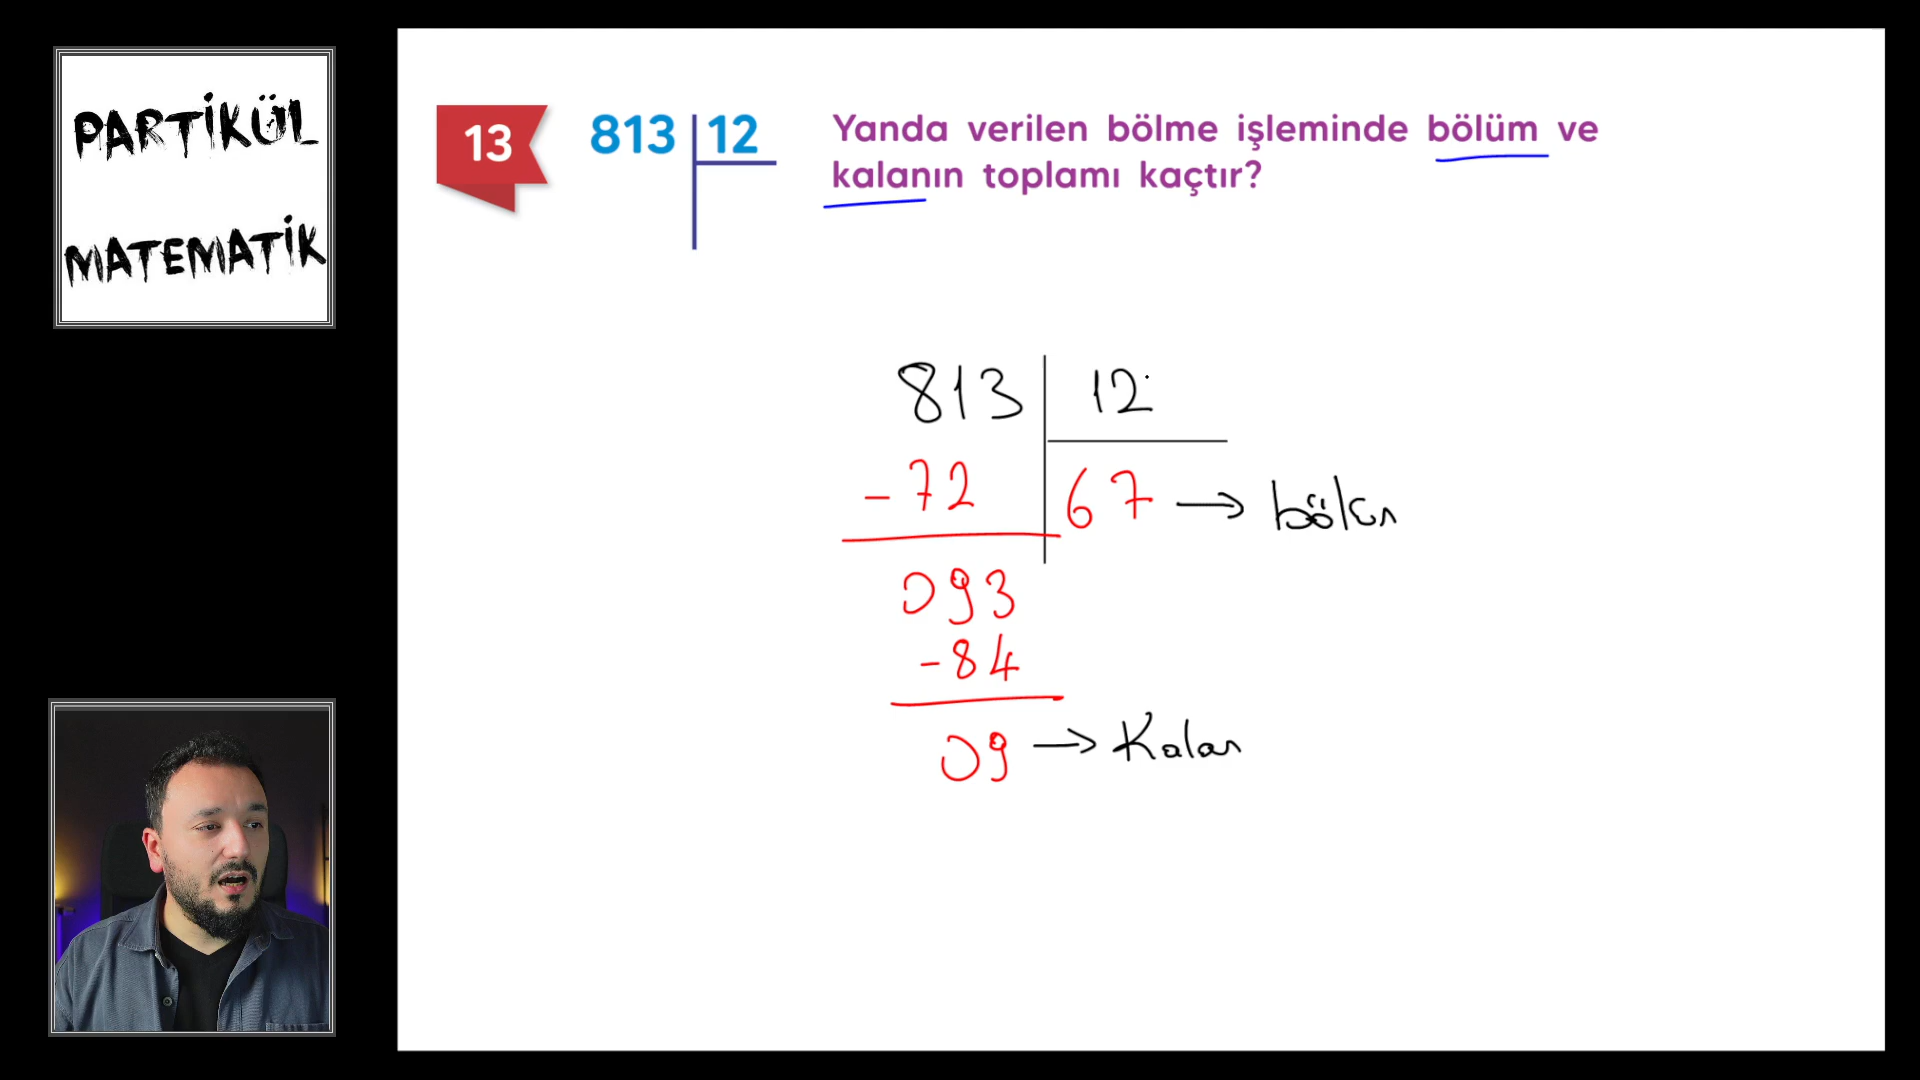 PARTİKÜL
MATEMATİK
13
813 12
Yanda verilen bölme işleminde bölüm ve
kalanın toplamı kaçtır?
813 12
-72 67 → bölen
093
-84
09 → Kalan